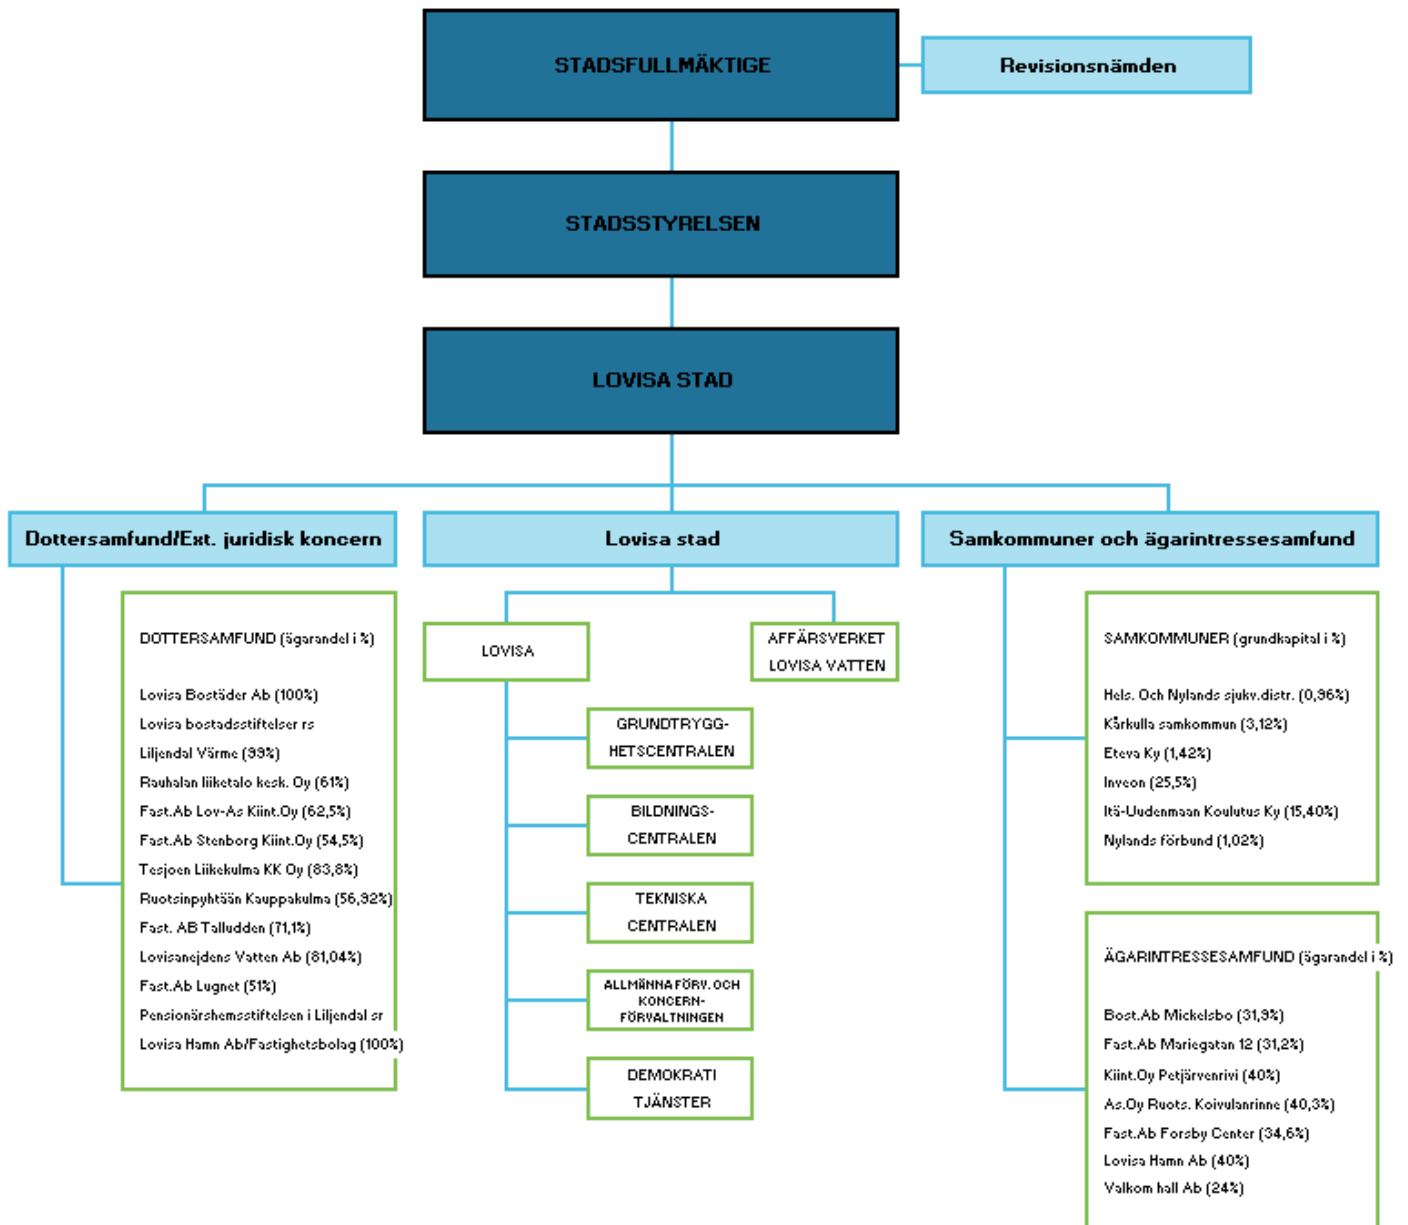 STADSFULLMÄKTIGE
Revisionsnämden
STADSSTYRELSEN
LOVISA STAD
Dottersamfund/Ext. juridisk koncern
Lovisa stad
Samkommuner och ägarintressesamfund
DOTTERSAMFUND (ägarandel i %)
Lovisa Bostäder Ab (100%)
Lovisa bostadsstiftelser rs
Liljendal Värme (99%)
Rauhalan liiketalo kesk. Oy (61%)
Fast.Ab Lov-As Kiint.Oy (62,5%)
Fast.Ab Stenborg Kiint.Oy (54,5%)
Tesjoen Liikekulma KK Oy (83,8%)
Ruotsinpyhtään Kauppakulma (56,92%)
Fast. AB Talludden (71,1%)
Lovisanejdens Vatten Ab (81,04%)
Fast.Ab Lugnet (51%)
Pensionärshemsstiftelsen i Liljendal sr
Lovisa Hamn Ab/Fastighetsbolag (100%)
LOVISA
AFFÄRSVERKET
LOVISA VATTEN
GRUNDTRYGG-
HETSCENTRALEN
BILDNINGS-
CENTRALEN
TEKNISKA
CENTRALEN
ALLMÄNNA FÖRV. OCH
KONCERN-
FÖRVALTNINGEN
DEMOKRATI
TJÄNSTER
SAMKOMMUNER (grundkapital i %)
Hels. Och Nylands sjukv.distr. (0,96%)
Kårkulla samkommun (3,12%)
Eteva Ky (1,42%)
Inveon (25,5%)
Itä-Uudenmaan Koulutus Ky (15,40%)
Nylands förbund (1,02%)
ÄGARINTRESSESAMFUND (ägarandel i %)
Bost.Ab Mickelsbo (31,9%)
Fast.Ab Mariegatan 12 (31,2%)
Kiint.Oy Petjärvenrivi (40%)
As.Oy Ruots. Koivulanrinne (40,3%)
Fast.Ab Forsby Center (34,6%)
Lovisa Hamn Ab (40%)
Valkom hall Ab (24%)